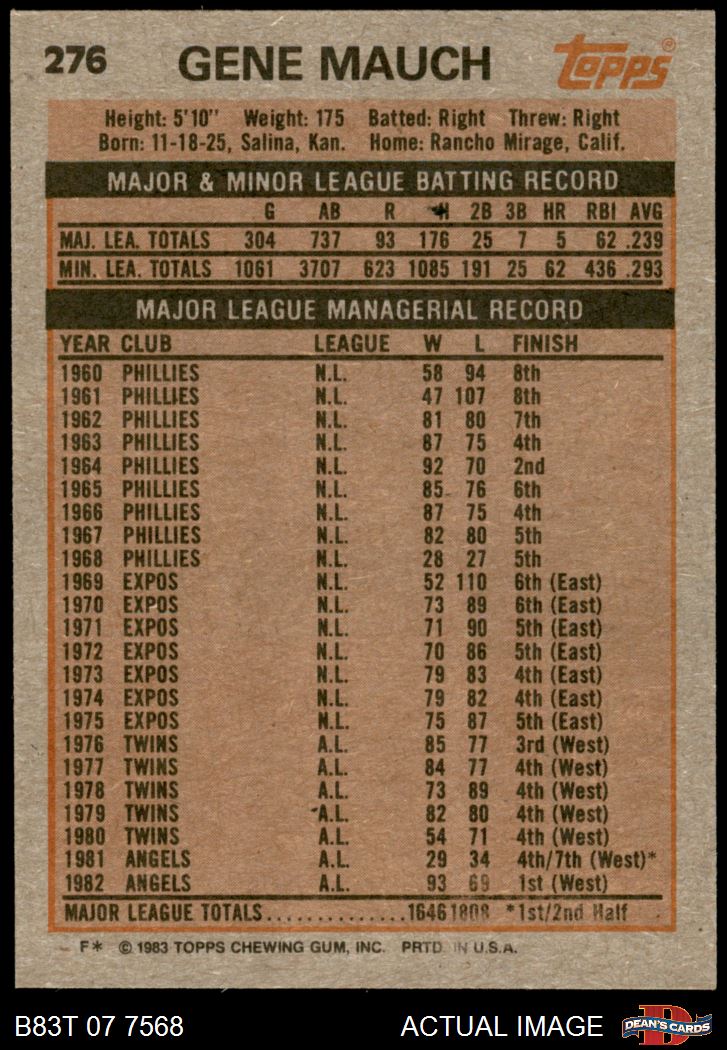 276 GENE MAUCH Topps®
Height: 5'10" Weight: 175 Batted: Right Threw: Right
Born: 11-18-25, Salina, Kan. Home: Rancho Mirage, Calif.
MAJOR & MINOR LEAGUE BATTING RECORD
G AB R H 2B 3B HR RBI AVG
MAJ. LEA. TOTALS 304 737 93 176 25 7 5 62 .239
MIN. LEA. TOTALS 1061 3707 623 1085 191 25 62 436 .293
MAJOR LEAGUE MANAGERIAL RECORD
YEAR CLUB LEAGUE W L FINISH
1960 PHILLIES N.L. 58 94 8th
1961 PHILLIES N.L. 47 107 8th
1962 PHILLIES N.L. 81 80 7th
1963 PHILLIES N.L. 87 75 4th
1964 PHILLIES N.L. 92 70 2nd
1965 PHILLIES N.L. 85 76 6th
1966 PHILLIES N.L. 87 75 4th
1967 PHILLIES N.L. 82 80 5th
1968 PHILLIES N.L. 28 27 5th
1969 EXPOS N.L. 52 110 6th (East)
1970 EXPOS N.L. 73 89 6th (East)
1971 EXPOS N.L. 71 90 5th (East)
1972 EXPOS N.L. 70 86 5th (East)
1973 EXPOS N.L. 79 83 4th (East)
1974 EXPOS N.L. 79 82 4th (East)
1975 EXPOS N.L. 75 87 5th (East)
1976 TWINS A.L. 85 77 3rd (West)
1977 TWINS A.L. 84 77 4th (West)
1978 TWINS A.L. 73 89 4th (West)
1979 TWINS A.L. 82 80 4th (West)
1980 TWINS A.L. 54 71 4th (West)
1981 ANGELS A.L. 29 34 4th/7th (West)*
1982 ANGELS A.L. 93 69 1st (West)
MAJOR LEAGUE TOTALS..............1646 1808 *1st/2nd Half
F* © 1983 TOPPS CHEWING GUM, INC. PRTD. IN U.S.A.
B83T 07 7568 ACTUAL IMAGE D DEAN'S CARDS